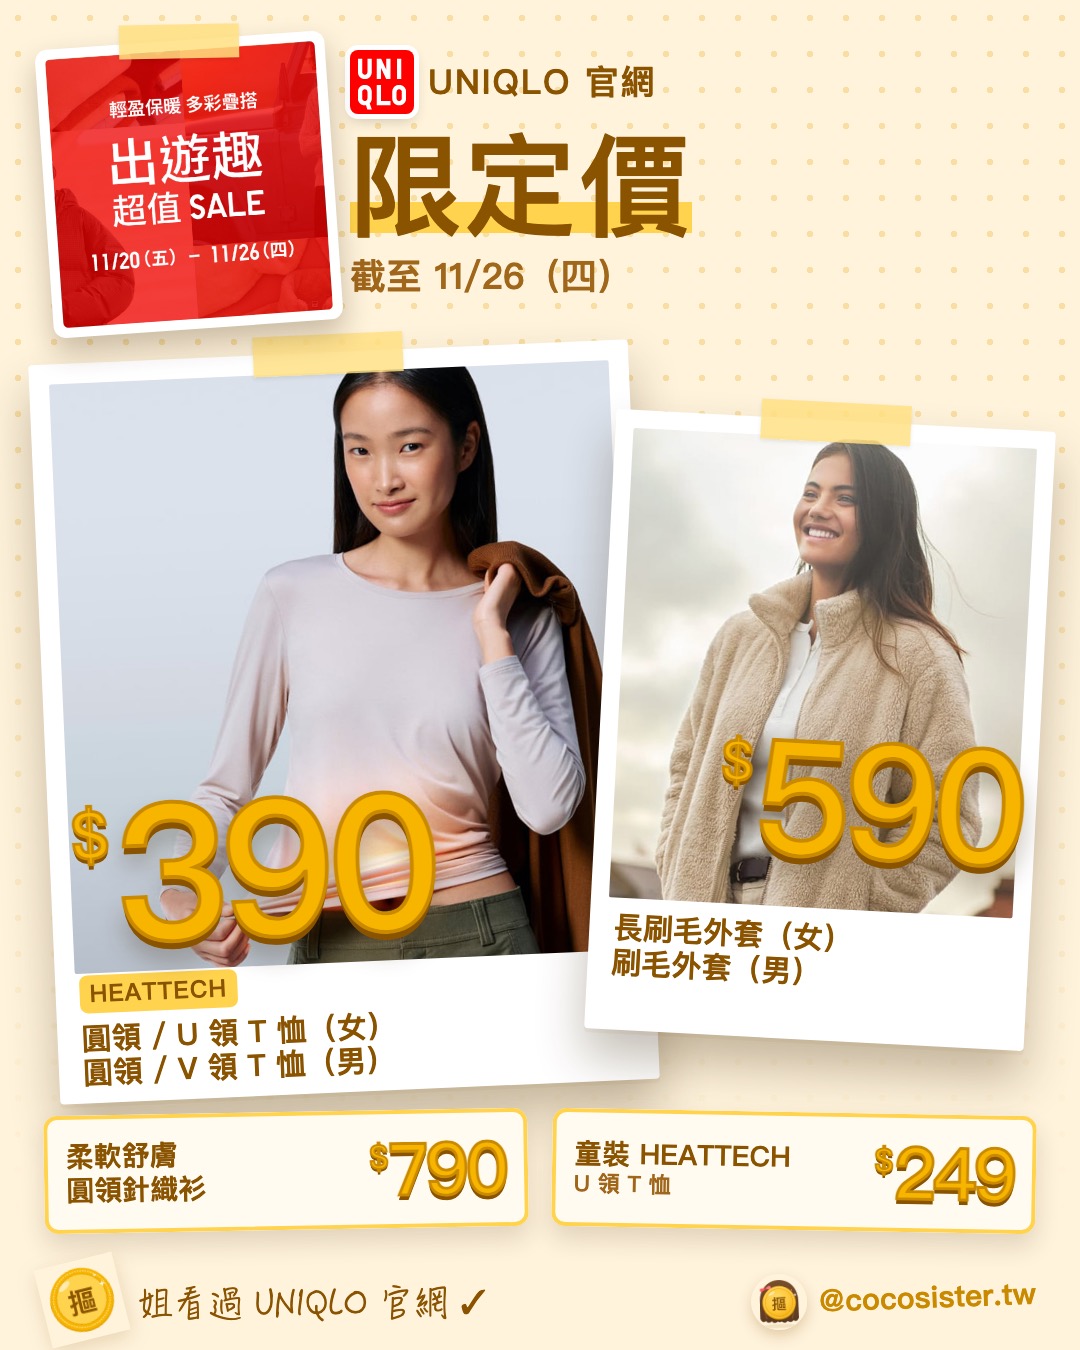 輕盈保暖 多彩疊搭
出遊趣
超值 SALE
11/20(五) – 11/26(四)
UNI
QLO
UNIQLO 官網
限定價
截至 11/26（四）
$390
HEATTECH
圓領 / U 領 T 恤（女）
圓領 / V 領 T 恤（男）
$590
長刷毛外套（女）
刷毛外套（男）
柔軟舒膚
圓領針織衫
$790
童裝 HEATTECH
U 領 T 恤
$249
摳
姐看過 UNIQLO 官網 ✓
摳
@cocosister.tw